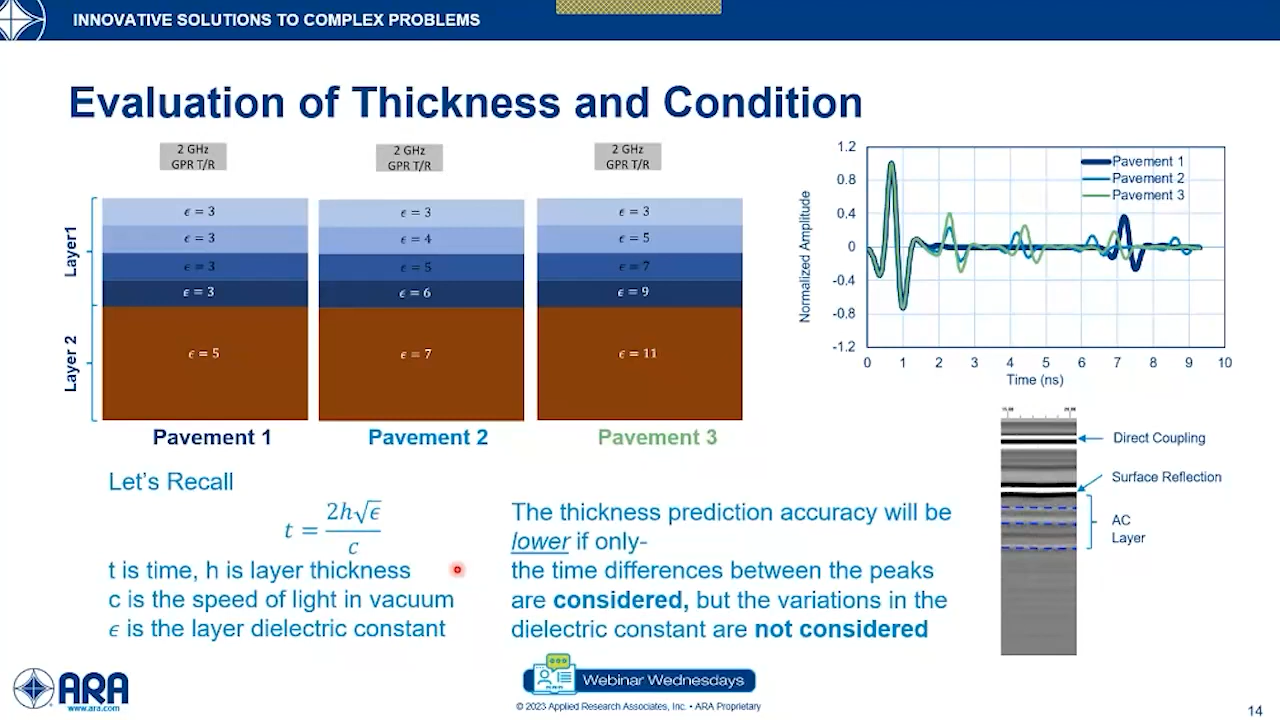 INNOVATIVE SOLUTIONS TO COMPLEX PROBLEMS
Evaluation of Thickness and Condition
2 GHz
GPR T/R
2 GHz
GPR T/R
2 GHz
GPR T/R
Layer1
Layer 2
ϵ = 3
ϵ = 3
ϵ = 3
ϵ = 3
ϵ = 5
Pavement 1
ϵ = 3
ϵ = 4
ϵ = 5
ϵ = 6
ϵ = 7
Pavement 2
ϵ = 3
ϵ = 5
ϵ = 7
ϵ = 9
ϵ = 11
Pavement 3
Normalized Amplitude
1.2
0.8
0.4
0
-0.4
-0.8
-1.2
Pavement 1
Pavement 2
Pavement 3
0 1 2 3 4 5 6 7 8 9 10
Time (ns)
Let's Recall
t = 2h√ϵ / c
t is time, h is layer thickness
c is the speed of light in vacuum
ϵ is the layer dielectric constant
The thickness prediction accuracy will be
lower if only-
the time differences between the peaks
are considered, but the variations in the
dielectric constant are not considered
Direct Coupling
Surface Reflection
AC
Layer
ARA
www.ara.com
Webinar Wednesdays
© 2023 Applied Research Associates, Inc. • ARA Proprietary
14